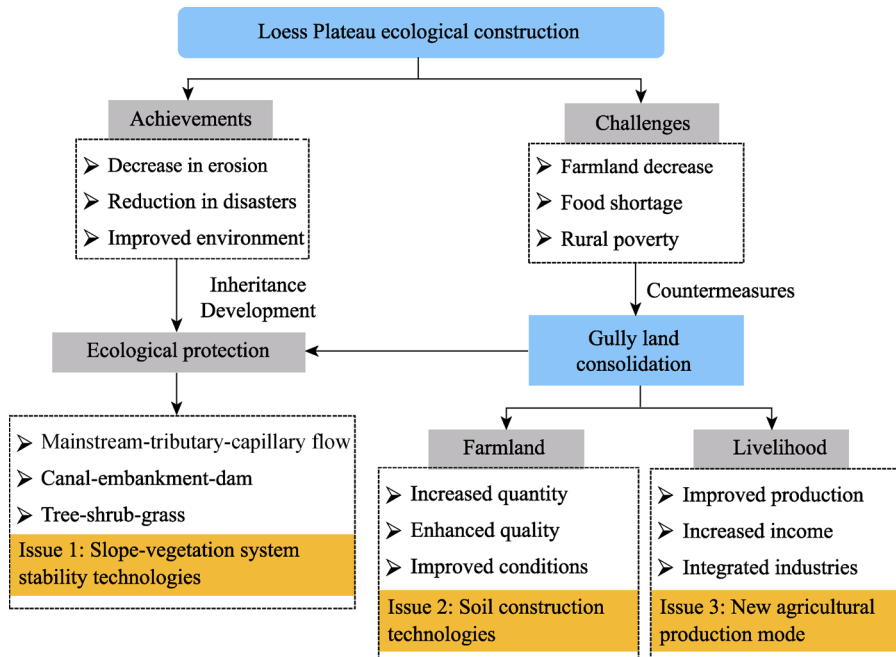 Loess Plateau ecological construction
Achievements
Decrease in erosion
Reduction in disasters
Improved environment
Challenges
Farmland decrease
Food shortage
Rural poverty
Inheritance
Development
Countermeasures
Ecological protection
Gully land
consolidation
Mainstream-tributary-capillary flow
Canal-embankment-dam
Tree-shrub-grass
Issue 1: Slope-vegetation system
stability technologies
Farmland
Increased quantity
Enhanced quality
Improved conditions
Issue 2: Soil construction
technologies
Livelihood
Improved production
Increased income
Integrated industries
Issue 3: New agricultural
production mode